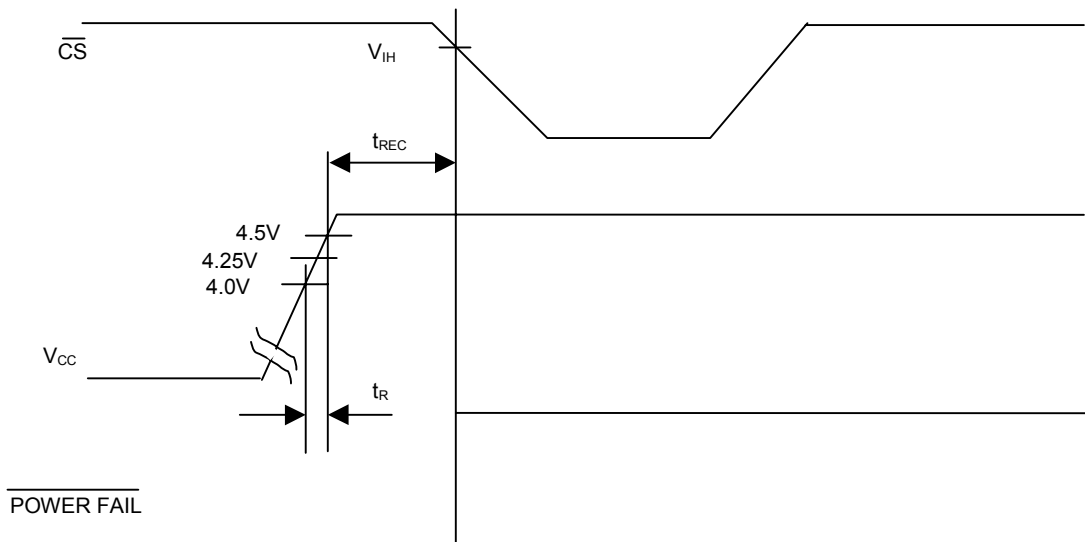 CS
VIH
tREC
4.5V
4.25V
4.0V
VCC
tR
POWER FAIL